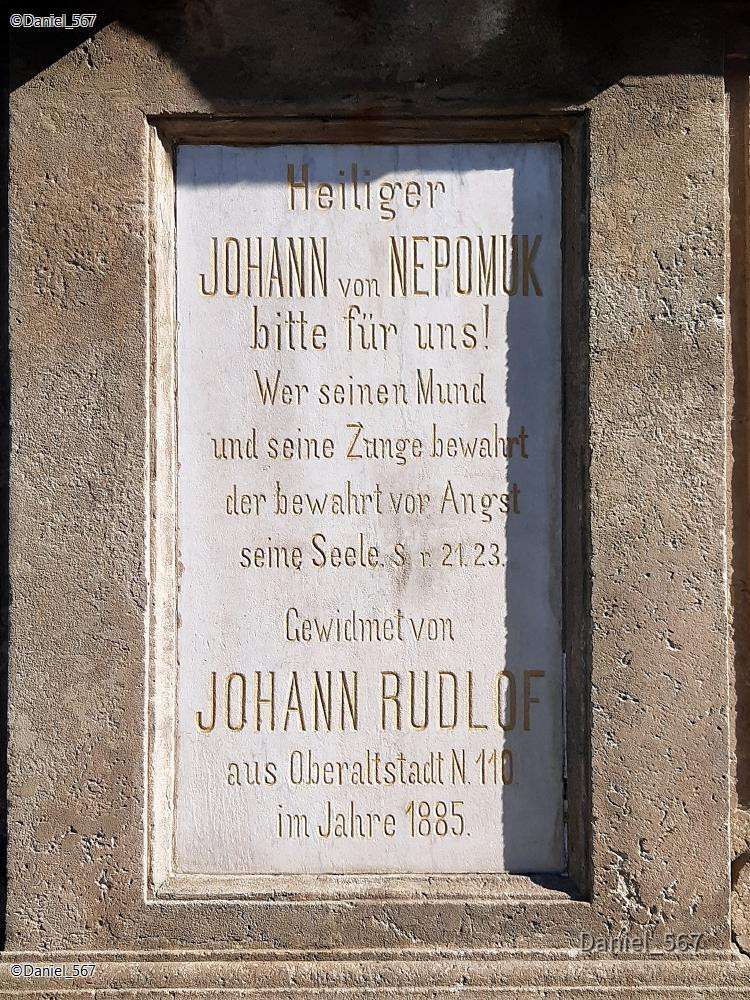 ©Daniel_567
Heiliger
JOHANN von NEPOMUK
bitte für uns!
Wer seinen Mund
und seine Zunge bewahrt
der bewahrt vor Angst
seine Seele. S r. 21. 23.
Gewidmet von
JOHANN RUDLOF
aus Oberaltstadt N. 110.
im Jahre 1885.
Daniel_567
©Daniel_567